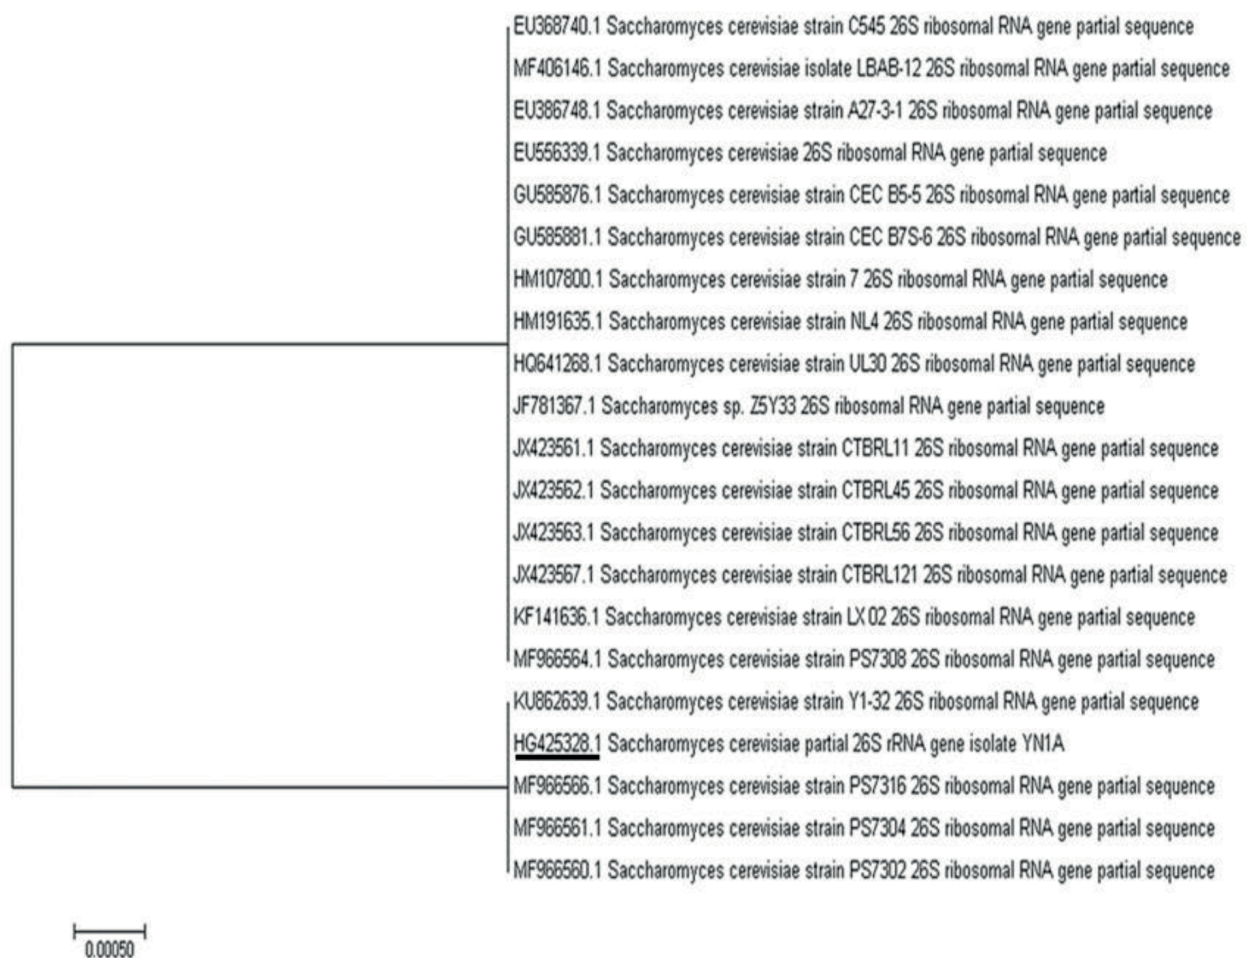 EU368740.1 Saccharomyces cerevisiae strain C545 26S ribosomal RNA gene partial sequence
MF406146.1 Saccharomyces cerevisiae isolate LBAB-12 26S ribosomal RNA gene partial sequence
EU386748.1 Saccharomyces cerevisiae strain A27-3-1 26S ribosomal RNA gene partial sequence
EU556339.1 Saccharomyces cerevisiae 26S ribosomal RNA gene partial sequence
GU585876.1 Saccharomyces cerevisiae strain CEC B5-5 26S ribosomal RNA gene partial sequence
GU585881.1 Saccharomyces cerevisiae strain CEC B7S-6 26S ribosomal RNA gene partial sequence
HM107800.1 Saccharomyces cerevisiae strain 7 26S ribosomal RNA gene partial sequence
HM191635.1 Saccharomyces cerevisiae strain NL4 26S ribosomal RNA gene partial sequence
HQ641268.1 Saccharomyces cerevisiae strain UL30 26S ribosomal RNA gene partial sequence
JF781367.1 Saccharomyces sp. Z5Y33 26S ribosomal RNA gene partial sequence
JX423561.1 Saccharomyces cerevisiae strain CTBRL11 26S ribosomal RNA gene partial sequence
JX423562.1 Saccharomyces cerevisiae strain CTBRL45 26S ribosomal RNA gene partial sequence
JX423563.1 Saccharomyces cerevisiae strain CTBRL56 26S ribosomal RNA gene partial sequence
JX423567.1 Saccharomyces cerevisiae strain CTBRL121 26S ribosomal RNA gene partial sequence
KF141636.1 Saccharomyces cerevisiae strain LX 02 26S ribosomal RNA gene partial sequence
MF966564.1 Saccharomyces cerevisiae strain PS7308 26S ribosomal RNA gene partial sequence
KU862639.1 Saccharomyces cerevisiae strain Y1-32 26S ribosomal RNA gene partial sequence
HG425328.1 Saccharomyces cerevisiae partial 26S rRNA gene isolate YN1A
MF966566.1 Saccharomyces cerevisiae strain PS7316 26S ribosomal RNA gene partial sequence
MF966561.1 Saccharomyces cerevisiae strain PS7304 26S ribosomal RNA gene partial sequence
MF966560.1 Saccharomyces cerevisiae strain PS7302 26S ribosomal RNA gene partial sequence
0.00050